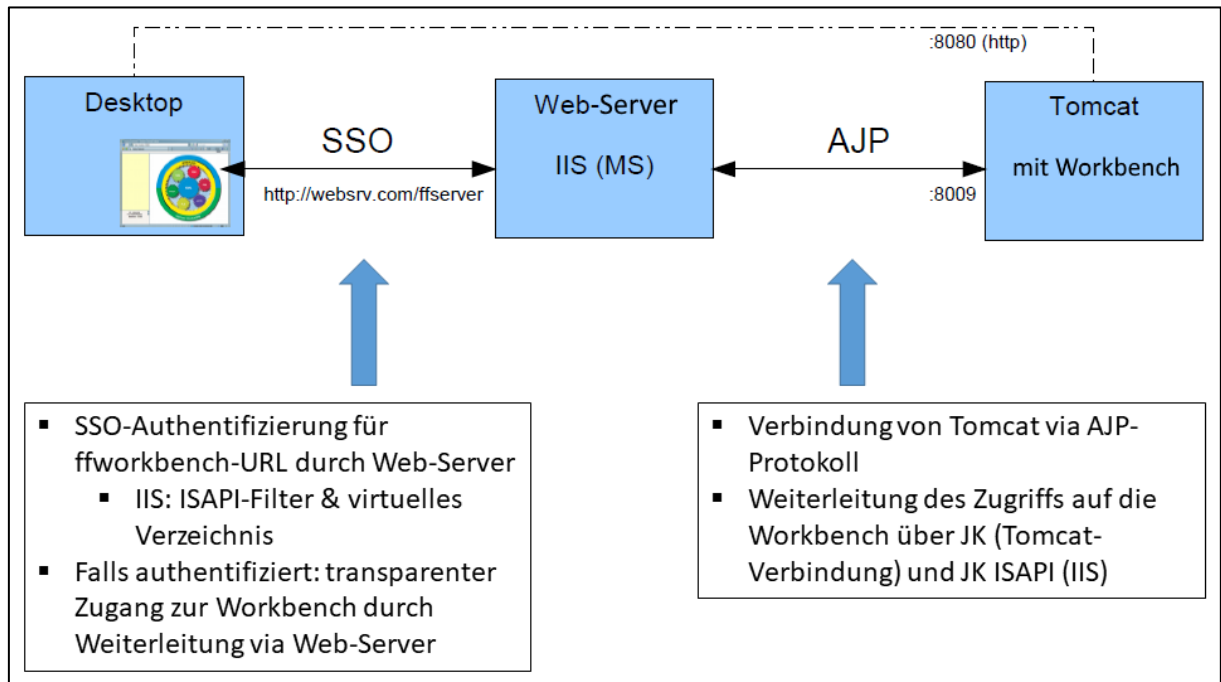 :8080 (http)
Desktop
Web-Server
IIS (MS)
Tomcat
mit Workbench
SSO
http://websrv.com/ffserver
AJP
:8009
▪ SSO-Authentifizierung für
ffworkbench-URL durch Web-Server
▪ IIS: ISAPI-Filter & virtuelles
Verzeichnis
▪ Falls authentifiziert: transparenter
Zugang zur Workbench durch
Weiterleitung via Web-Server
▪ Verbindung von Tomcat via AJP-
Protokoll
▪ Weiterleitung des Zugriffs auf die
Workbench über JK (Tomcat-
Verbindung) und JK ISAPI (IIS)